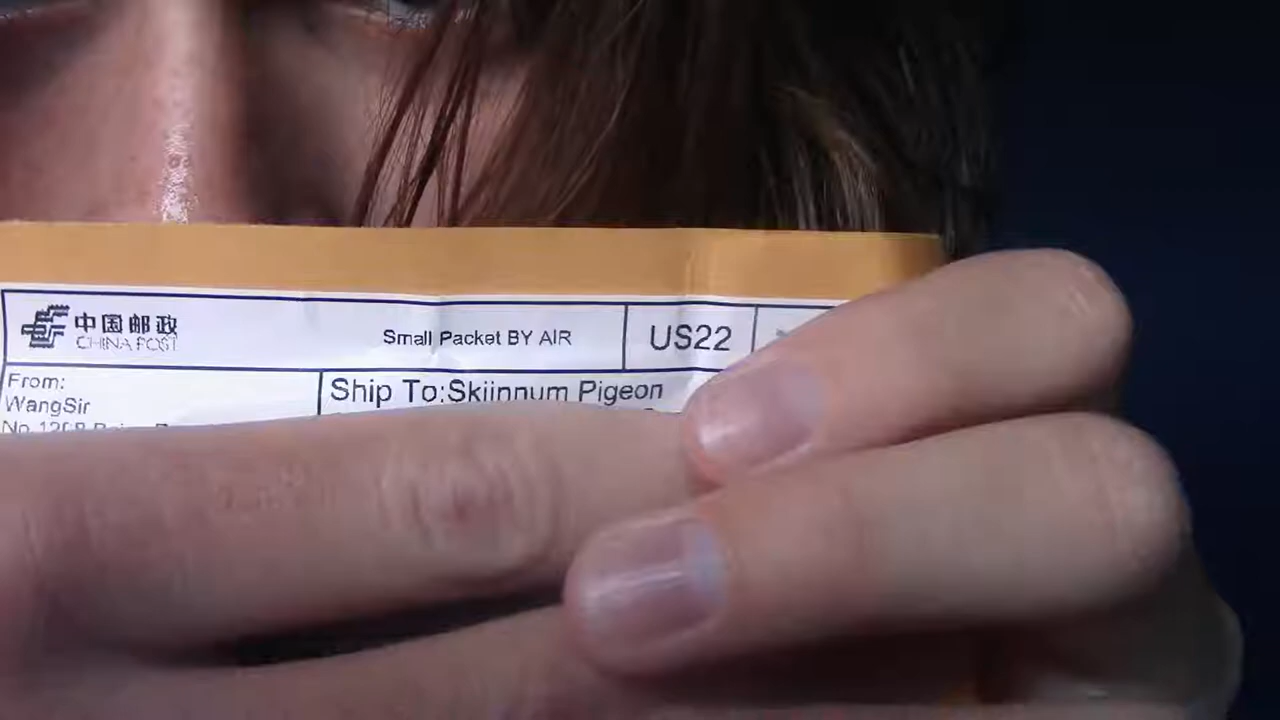 中国邮政
CHINA POST
Small Packet BY AIR
US22
From:
WangSir
Ship To:Skiinnum Pigeon